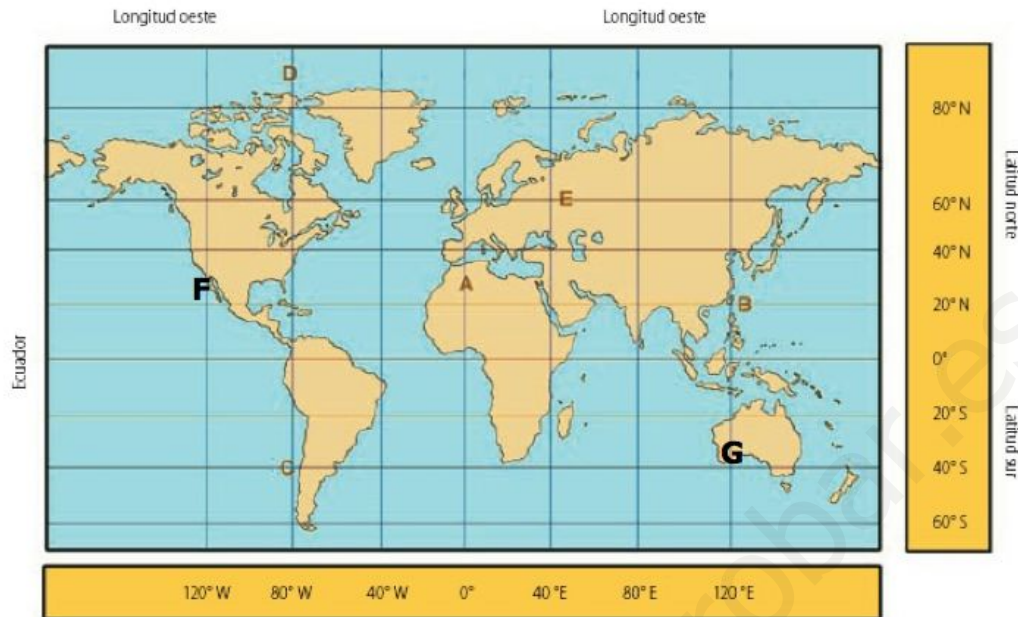 Longitud oeste Longitud oeste
D
80° N
Latitud norte
E
60° N
40° N
F
A
20° N
B
Ecuador
0°
20° S
Latitud sur
G
C
40° S
60° S
120° W 80° W 40° W 0° 40 °E 80° E 120 °E